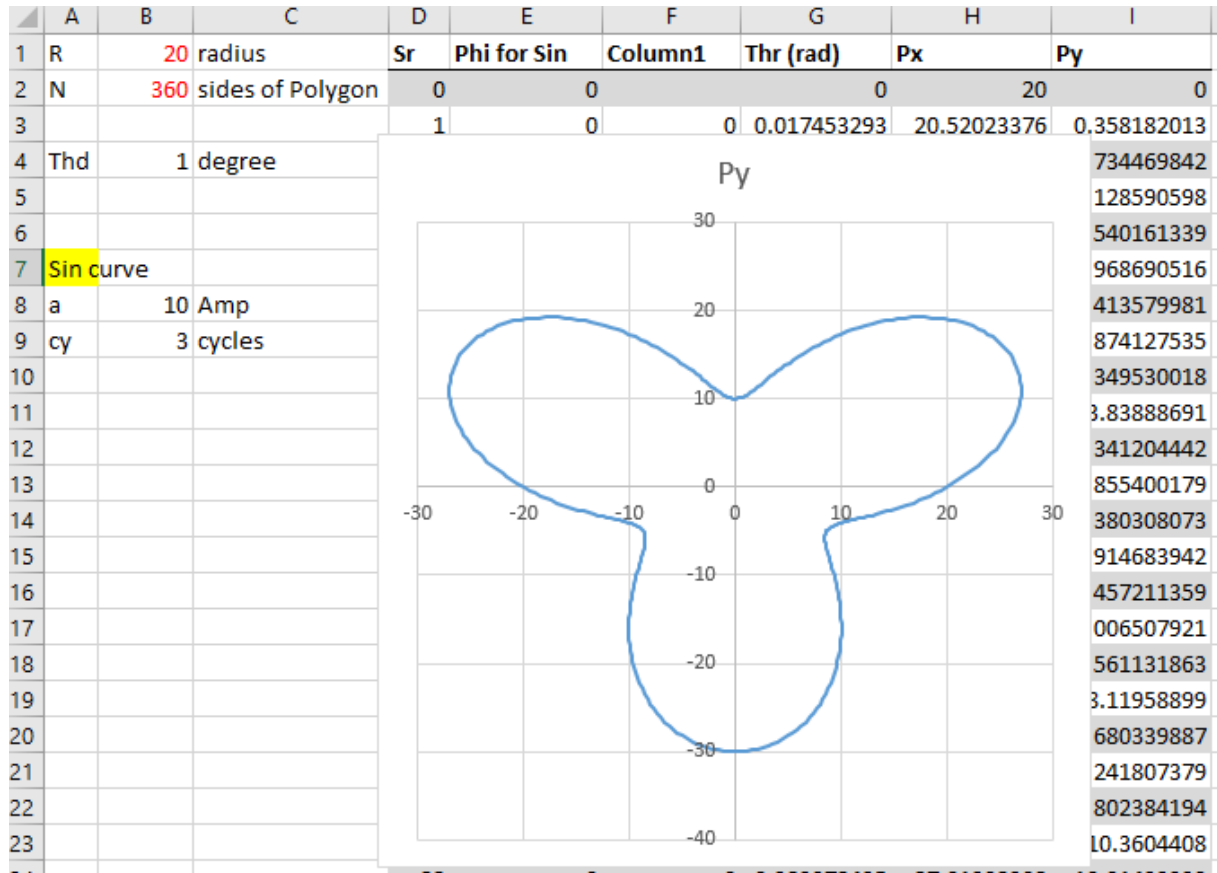 A B C D E F G H I
1 R 20 radius Sr Phi for Sin Column1 Thr (rad) Px Py
2 N 360 sides of Polygon 0 0 0 20 0
3 1 0 0 0.017453293 20.52023376 0.358182013
4 Thd 1 degree 734469842
5 128590598
6 540161339
7 Sin curve 968690516
8 a 10 Amp 413579981
9 cy 3 cycles 874127535
10 349530018
11 3.83888691
12 341204442
13 855400179
14 380308073
15 914683942
16 457211359
17 006507921
18 561131863
19 3.11958899
20 680339887
21 241807379
22 802384194
23 10.3604408
Py
30
20
10
0
-30 -20 -10 0 10 20 30
-10
-20
-30
-40